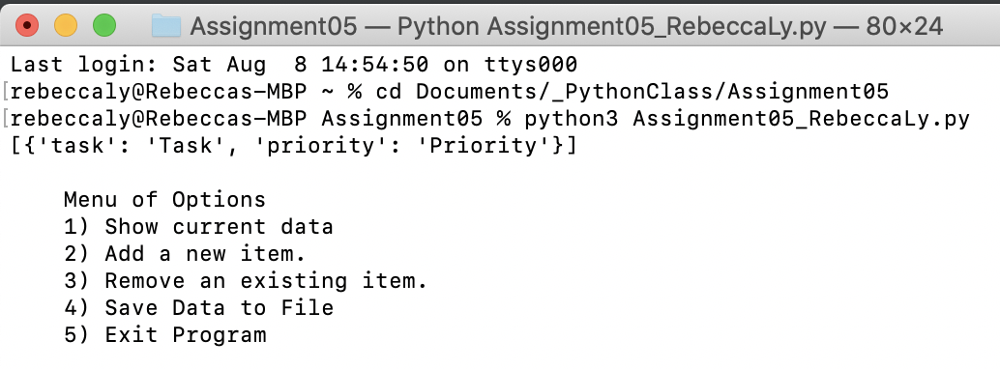 Assignment05 — Python Assignment05_RebeccaLy.py — 80×24
Last login: Sat Aug  8 14:54:50 on ttys000
[rebeccaly@Rebeccas-MBP ~ % cd Documents/_PythonClass/Assignment05
[rebeccaly@Rebeccas-MBP Assignment05 % python3 Assignment05_RebeccaLy.py
[{'task': 'Task', 'priority': 'Priority'}]
Menu of Options
1) Show current data
2) Add a new item.
3) Remove an existing item.
4) Save Data to File
5) Exit Program